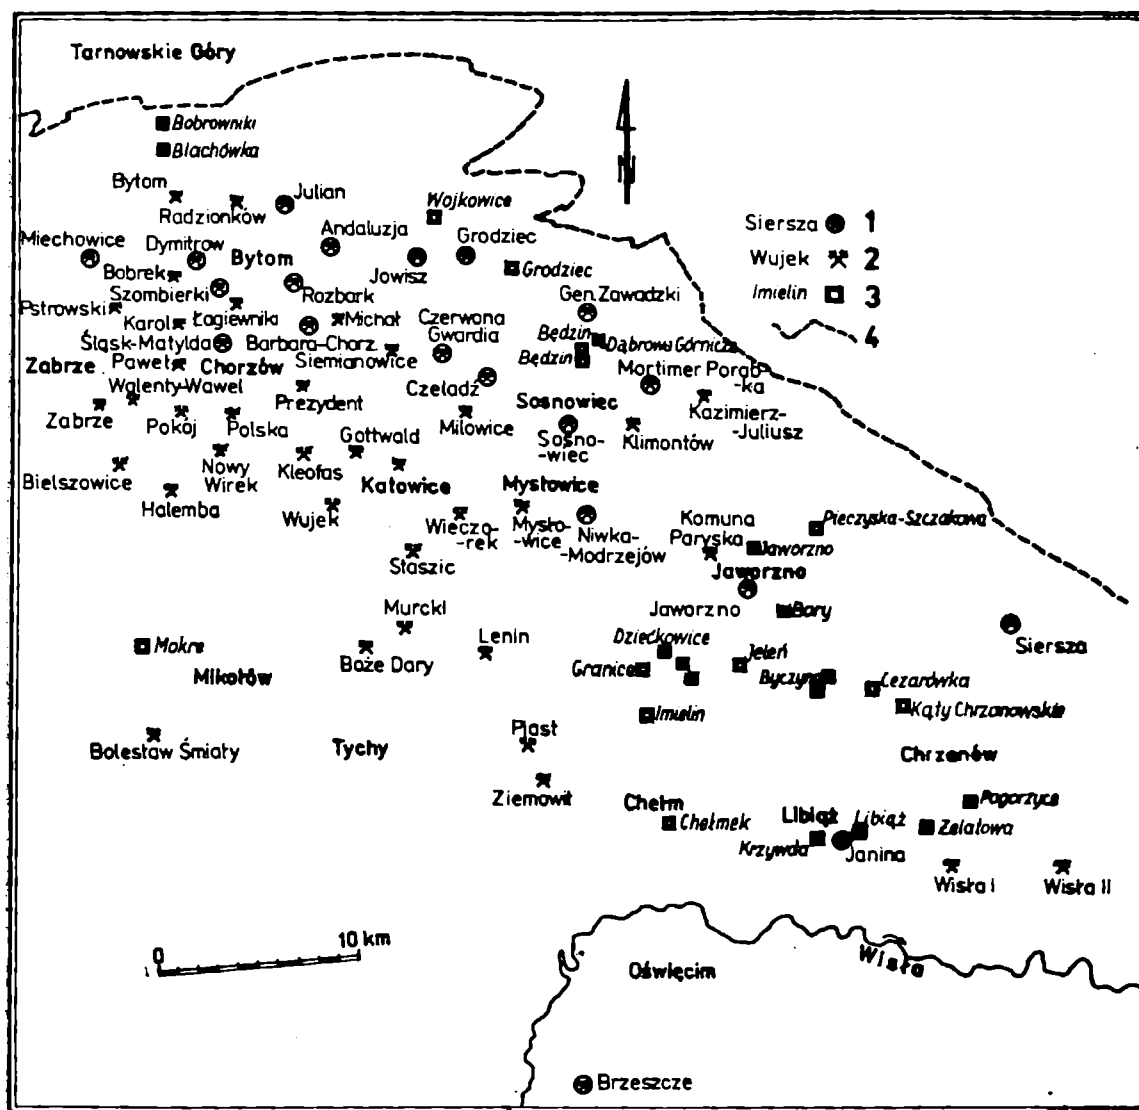 Tarnowskie Góry
Bobrowniki
Blachówka
N
Bytom
Radzionków
Julian
Wojkowice
Siersza 1
Wujek 2
Imielin 3
4
Miechowice
Dymitrow
Bytom
Andaluzja
Jowisz
Grodziec
Grodziec
Bobrek
Szombierki
Rozbark
Gen. Zawadzki
Pstrowski
Karol
Łagiewniki
Michał
Czerwona
Gwardia
Śląsk-Matylda
Barbara-Chorz.
Siemianowice
Będzin
Będzin
Dąbrowa Górnicza
Zabrze
Paweł
Chorzów
Walenty-Wawel
Czeladź
Mortimer Porąb-
-ka
Zabrze
Pokój
Polska
Prezydent
Milowice
Sosnowiec
Sosno-
-wiec
Klimontów
Kazimierz-
-Juliusz
Bielszowice
Nowy
Wirek
Kleofas
Gottwald
Katowice
Mysłowice
Halemba
Wujek
Wieczo-
-rek
Mysło-
-wice
Niwka-
-Modrzejów
Komuna
Paryska
Pieczyska-Szczakowa
Jaworzno
Staszic
Jaworzno
Jaworzno
Bory
Murcki
Siersza
Mokre
Mikołów
Boże Dary
Lenin
Dziećkowice
Granice
Jeleń
Byczyna
Cezarówka
Imielin
Kąty Chrzanowskie
Bolesław Śmiały
Tychy
Piast
Chrzanów
Ziemowit
Chełm
Chełmek
Libiąż
Libiąż
Krzywda
Janina
Pogorzyce
Żelatowa
Wisła I
Wisła II
0
10 km
Oświęcim
Wisła
Brzeszcze